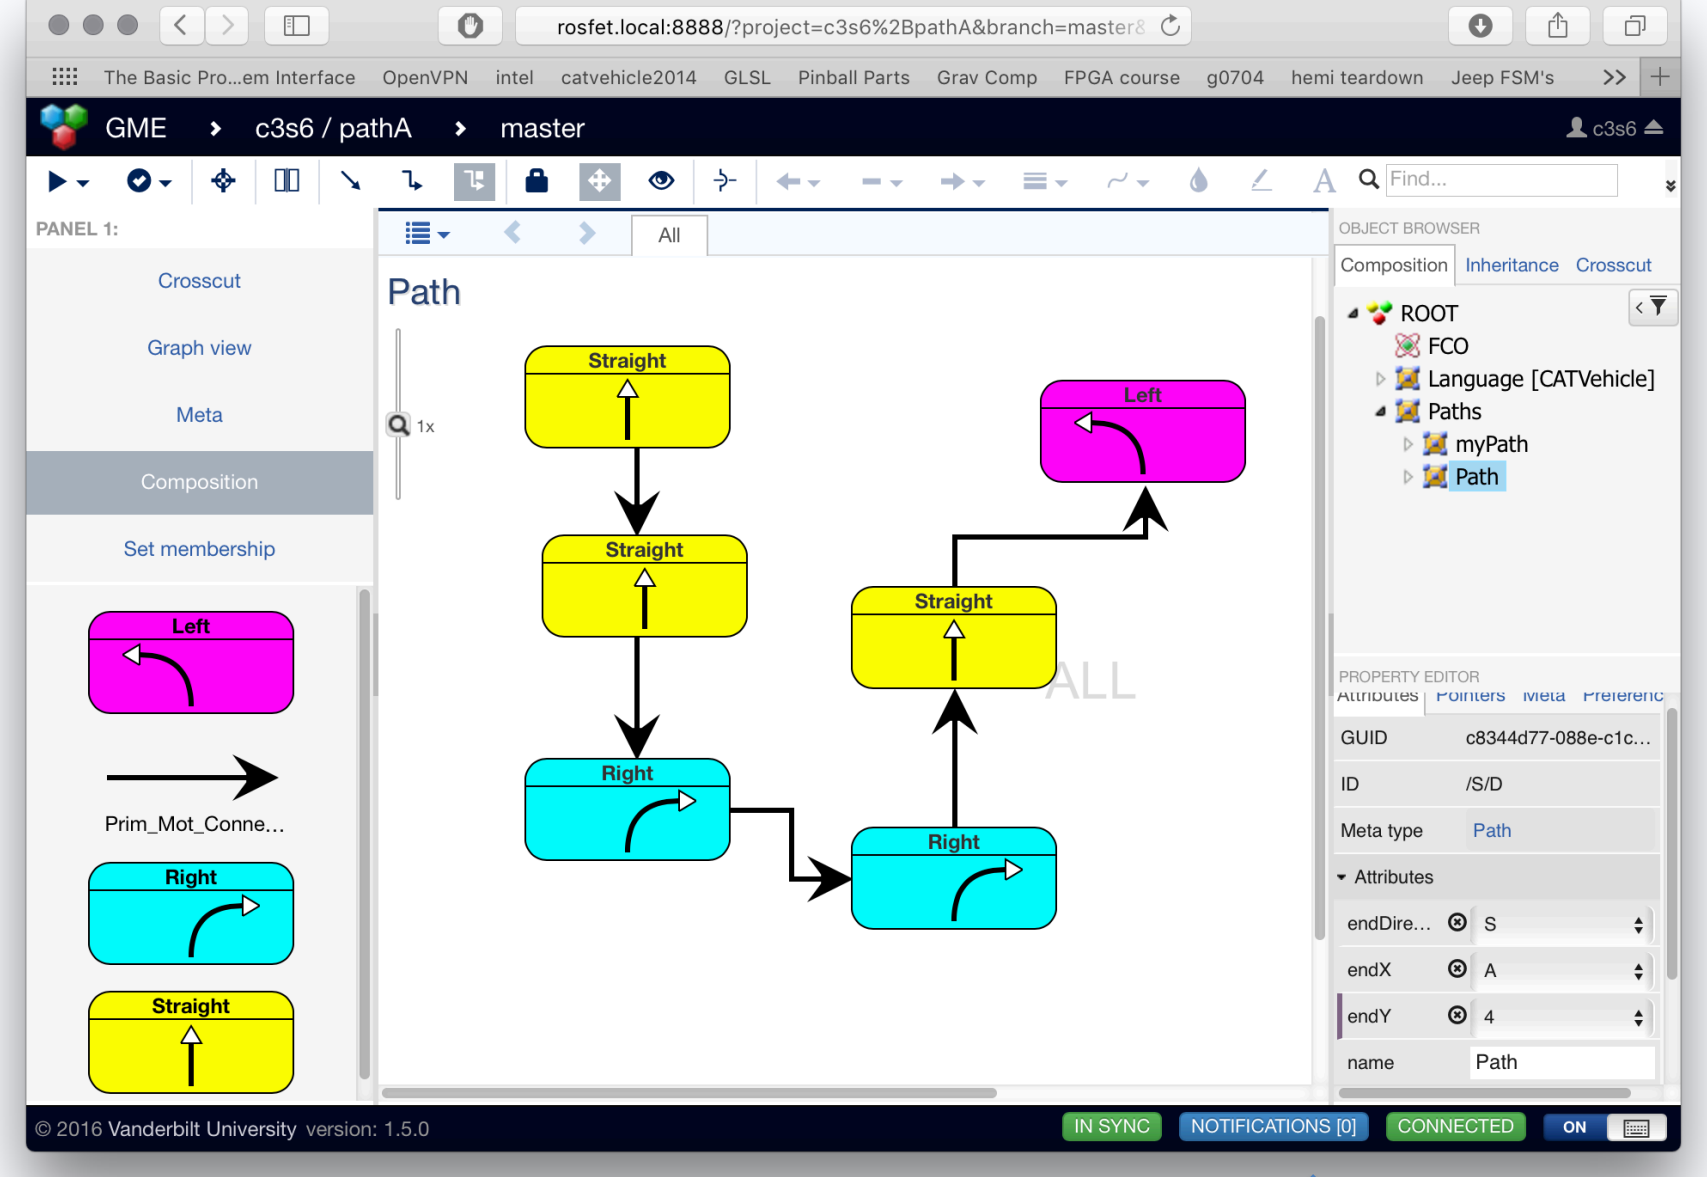 rosfet.local:8888/?project=c3s6%2BpathA&branch=master&
The Basic Pro...em Interface OpenVPN intel catvehicle2014 GLSL Pinball Parts Grav Comp FPGA course g0704 hemi teardown Jeep FSM's >> +
GME > c3s6 / pathA > master c3s6
A Find...
PANEL 1:
Crosscut
Graph view
Meta
Composition
Set membership
Left
Prim_Mot_Conne...
Right
Straight
All
Path
1x
Straight
Straight
Right
Right
Straight
Left
ALL
OBJECT BROWSER
Composition Inheritance Crosscut
ROOT
FCO
Language [CATVehicle]
Paths
myPath
Path
PROPERTY EDITOR
Attributes Pointers Meta Preferenc
GUID c8344d77-088e-c1c...
ID /S/D
Meta type Path
Attributes
endDire... S
endX A
endY 4
name Path
© 2016 Vanderbilt University version: 1.5.0 IN SYNC NOTIFICATIONS [0] CONNECTED ON